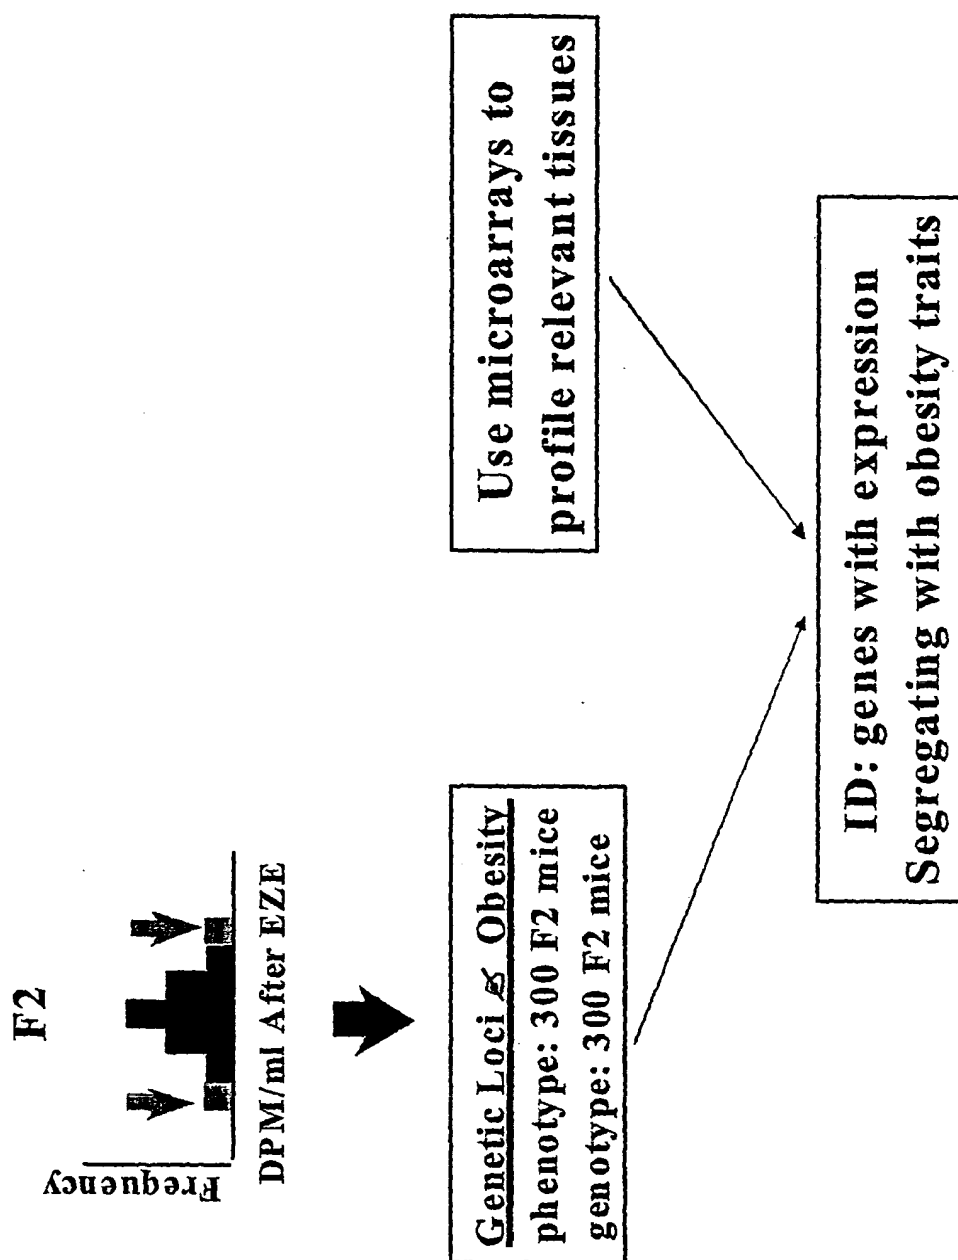 F2
Frequency
DPM/ml After EZE
Genetic Loci & Obesity
phenotype: 300 F2 mice
genotype: 300 F2 mice
Use microarrays to
profile relevant tissues
ID: genes with expression
Segregating with obesity traits